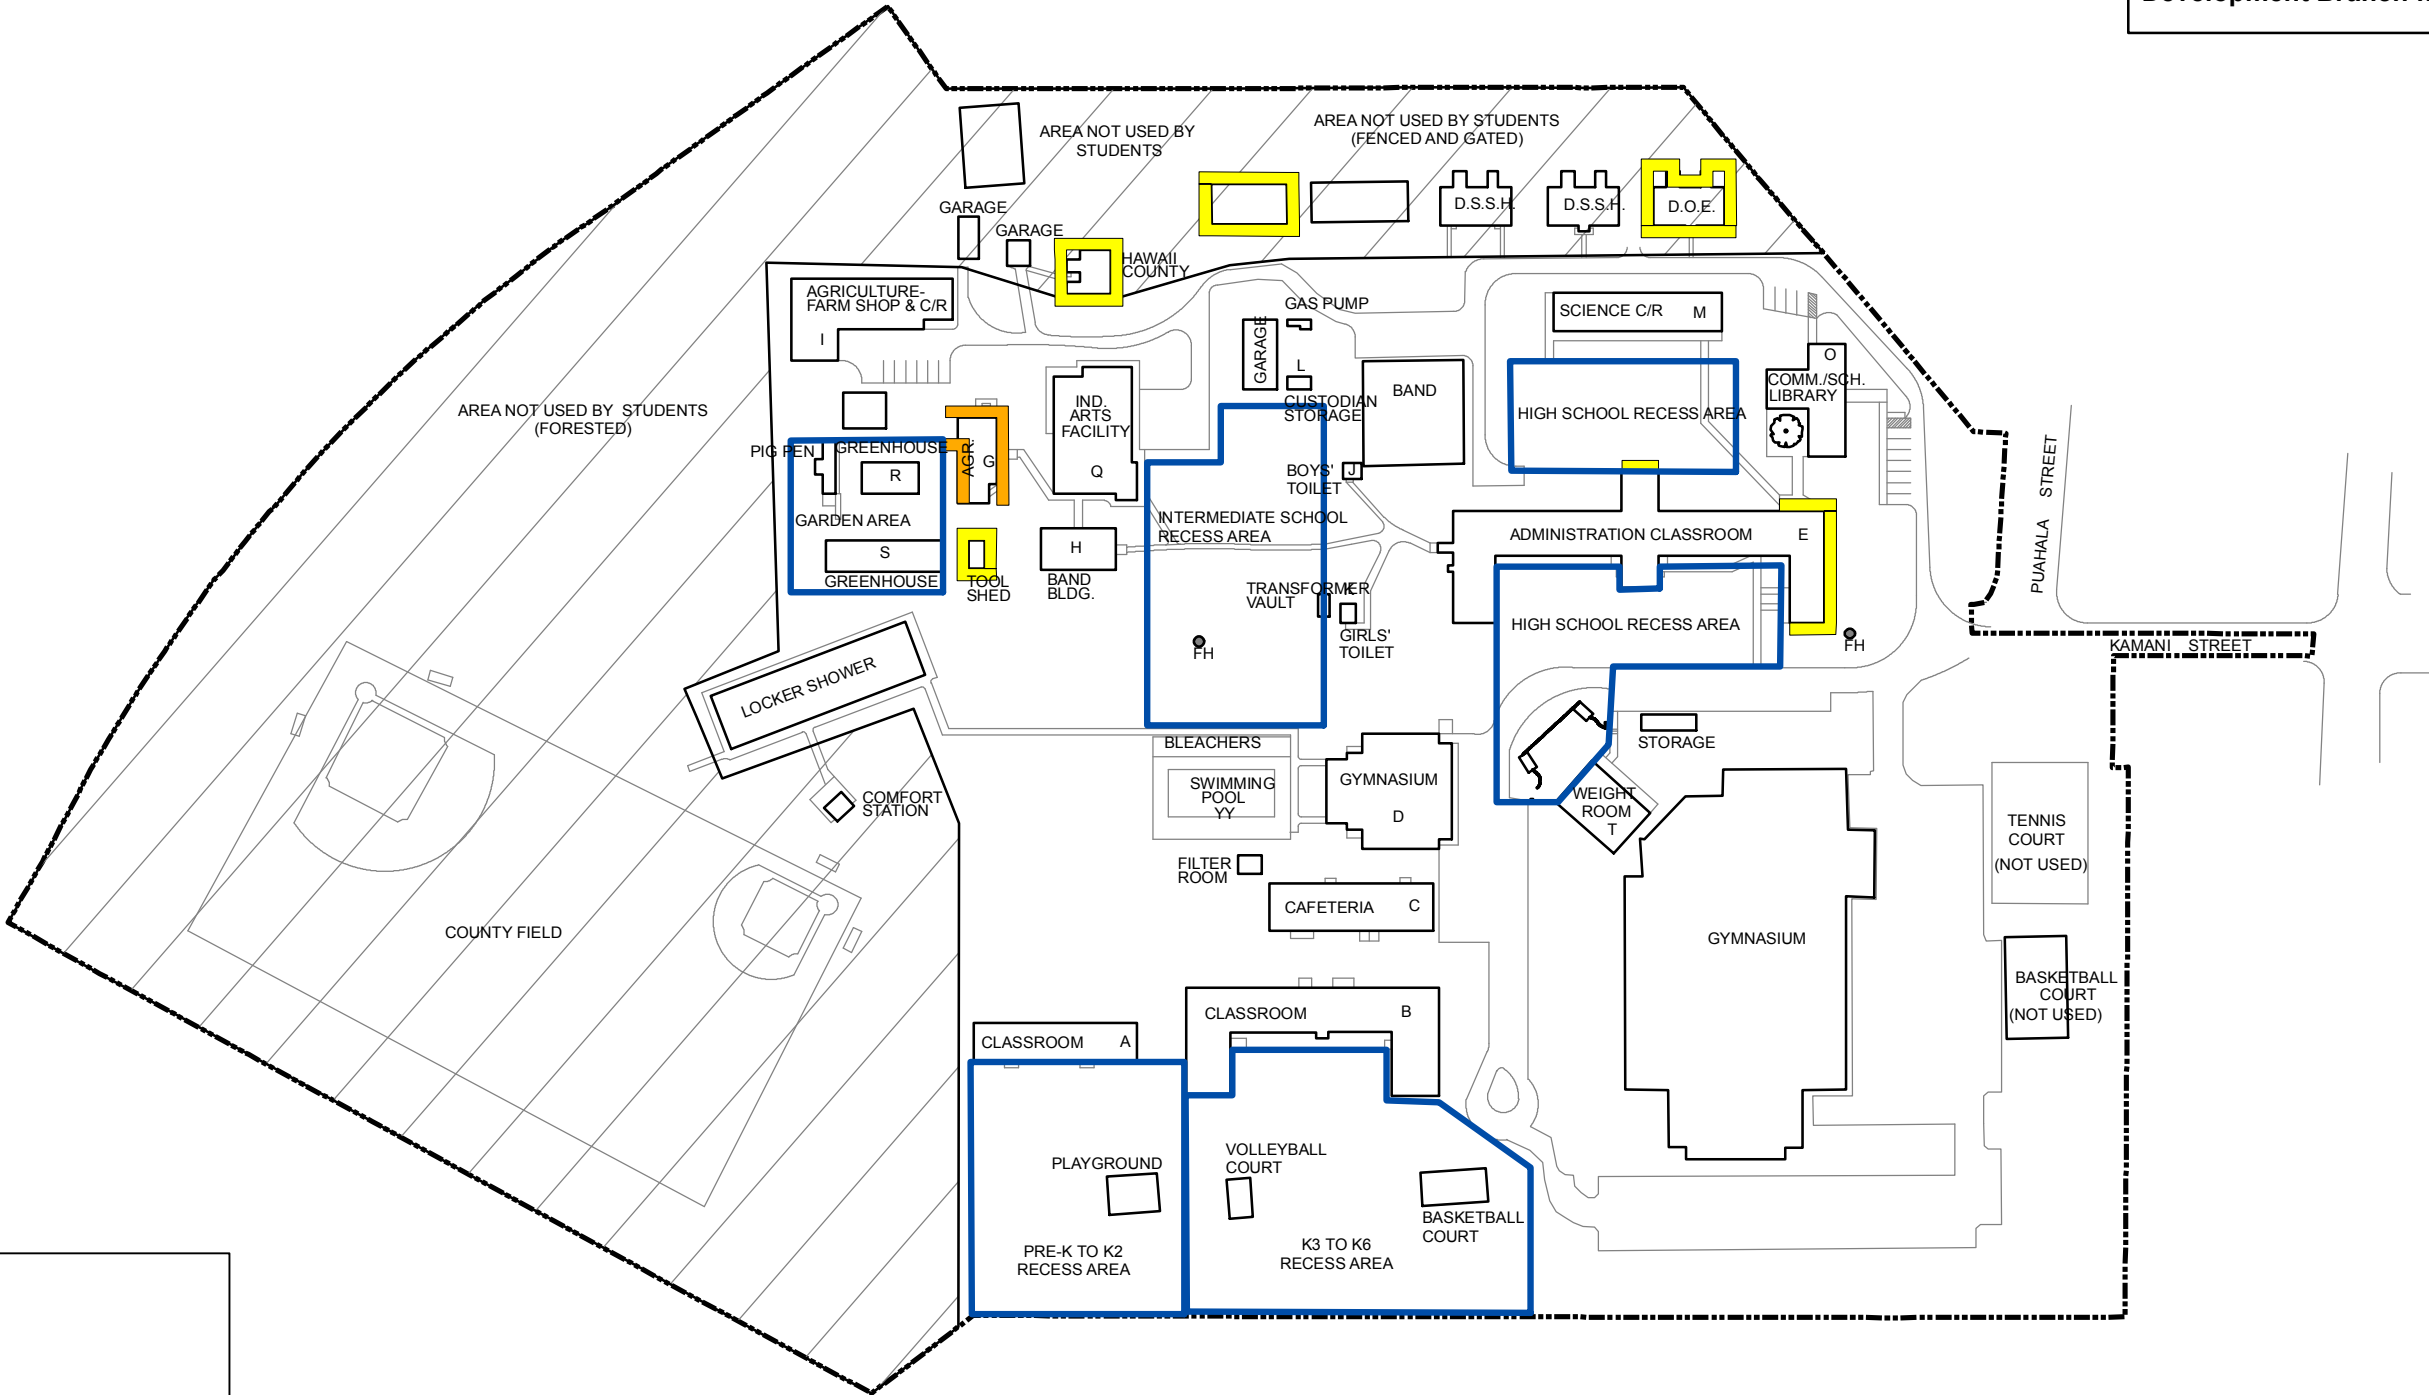 AREA NOT USED BY
STUDENTS
AREA NOT USED BY STUDENTS
(FENCED AND GATED)
GARAGE
GARAGE
HAWAII
COUNTY
D.S.S.H.
D.S.S.H.
D.O.E.
AGRICULTURE-
FARM SHOP & C/R
I
GAS PUMP
GARAGE
L
CUSTODIAN
STORAGE
BAND
SCIENCE C/R M
O
COMM./SCH.
LIBRARY
HIGH SCHOOL RECESS AREA
AREA NOT USED BY STUDENTS
(FORESTED)
IND.
ARTS
FACILITY
Q
PIG PEN
GREENHOUSE
R
AGR.
G
GARDEN AREA
S
GREENHOUSE
TOOL
SHED
H
BAND
BLDG.
BOYS'
TOILET
J
INTERMEDIATE SCHOOL
RECESS AREA
ADMINISTRATION CLASSROOM E
TRANSFORMER
VAULT
K
GIRLS'
TOILET
FH
HIGH SCHOOL RECESS AREA
FH
PUAHALA STREET
KAMANI STREET
LOCKER SHOWER
COMFORT
STATION
BLEACHERS
SWIMMING
POOL
YY
GYMNASIUM
D
STORAGE
WEIGHT
ROOM
T
FILTER
ROOM
CAFETERIA C
TENNIS
COURT
(NOT USED)
COUNTY FIELD
GYMNASIUM
BASKETBALL
COURT
(NOT USED)
CLASSROOM A
CLASSROOM B
PLAYGROUND
VOLLEYBALL
COURT
BASKETBALL
COURT
PRE-K TO K2
RECESS AREA
K3 TO K6
RECESS AREA